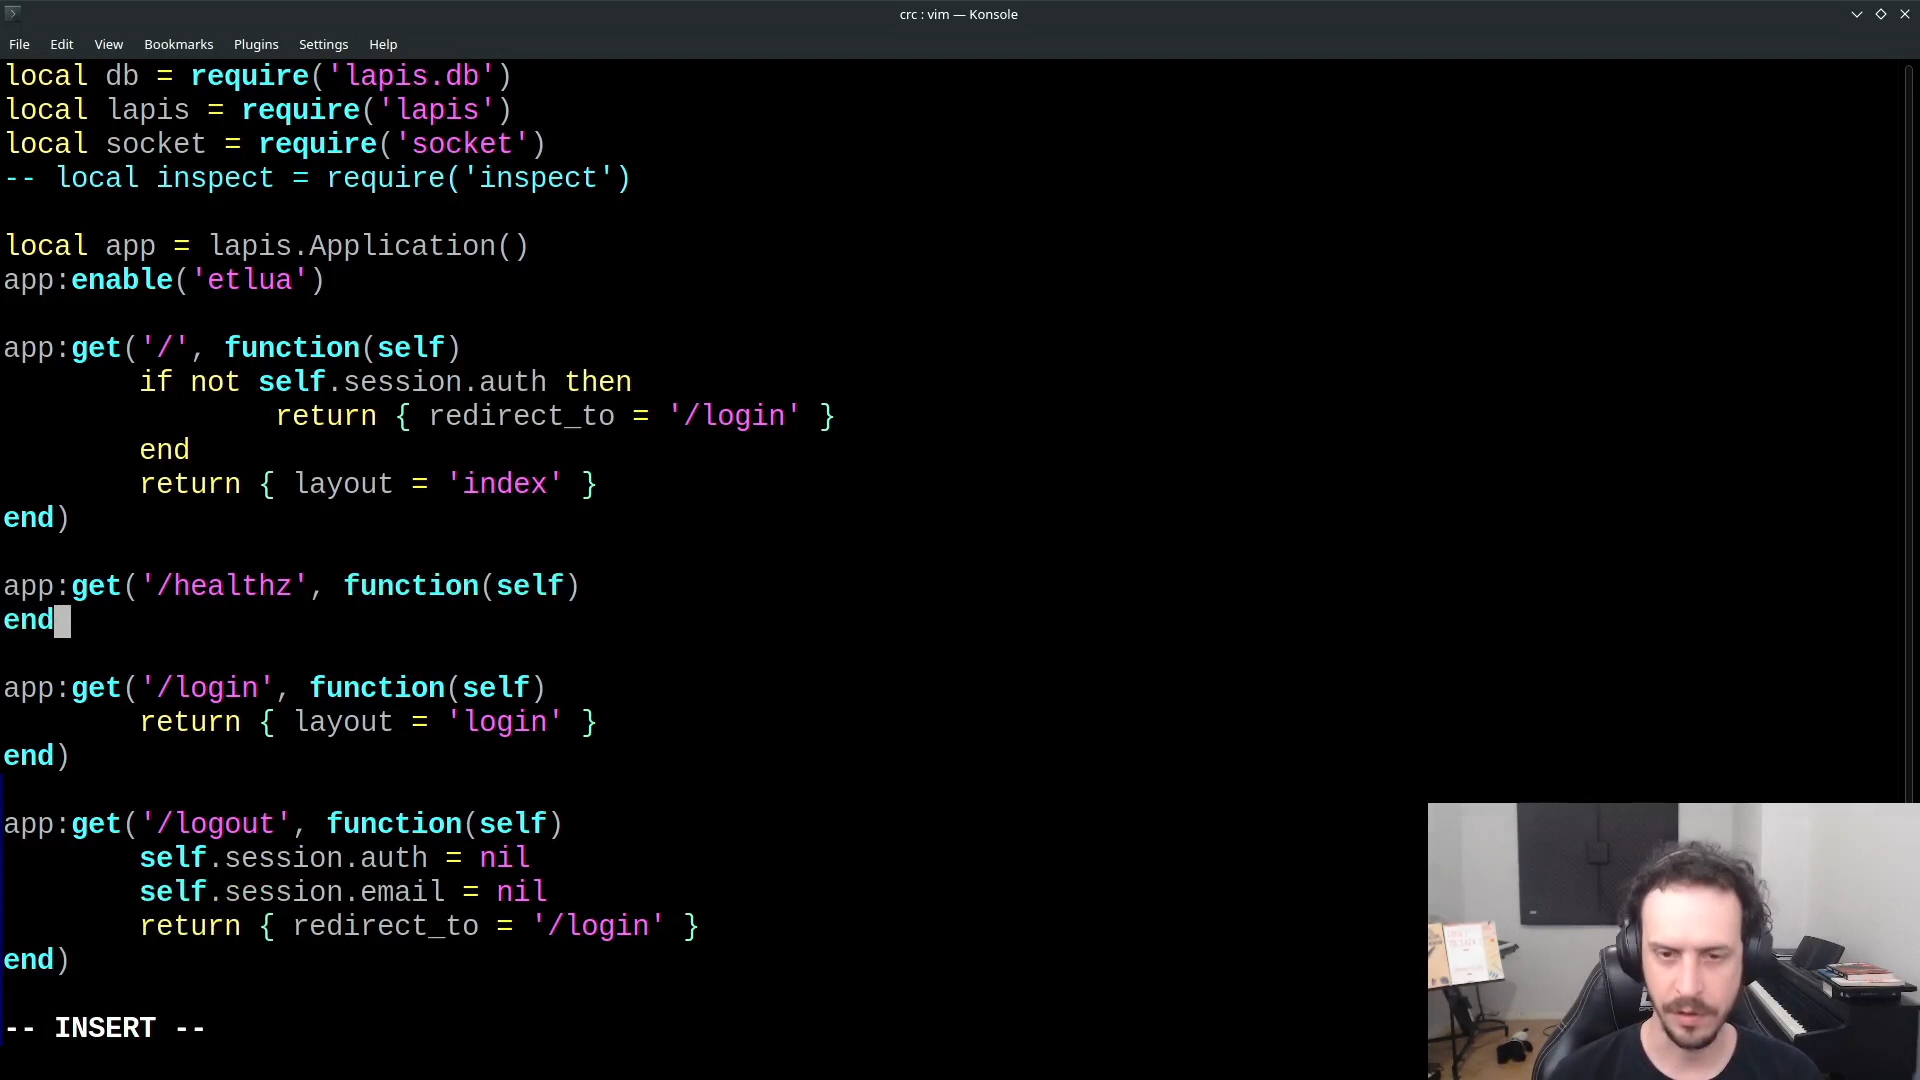 crc : vim — Konsole
File Edit View Bookmarks Plugins Settings Help
local db = require('lapis.db')
local lapis = require('lapis')
local socket = require('socket')
-- local inspect = require('inspect')
local app = lapis.Application()
app:enable('etlua')
app:get('/', function(self)
        if not self.session.auth then
                return { redirect_to = '/login' }
        end
        return { layout = 'index' }
end)
app:get('/healthz', function(self)
end
app:get('/login', function(self)
        return { layout = 'login' }
end)
app:get('/logout', function(self)
        self.session.auth = nil
        self.session.email = nil
        return { redirect_to = '/login' }
end)
-- INSERT --